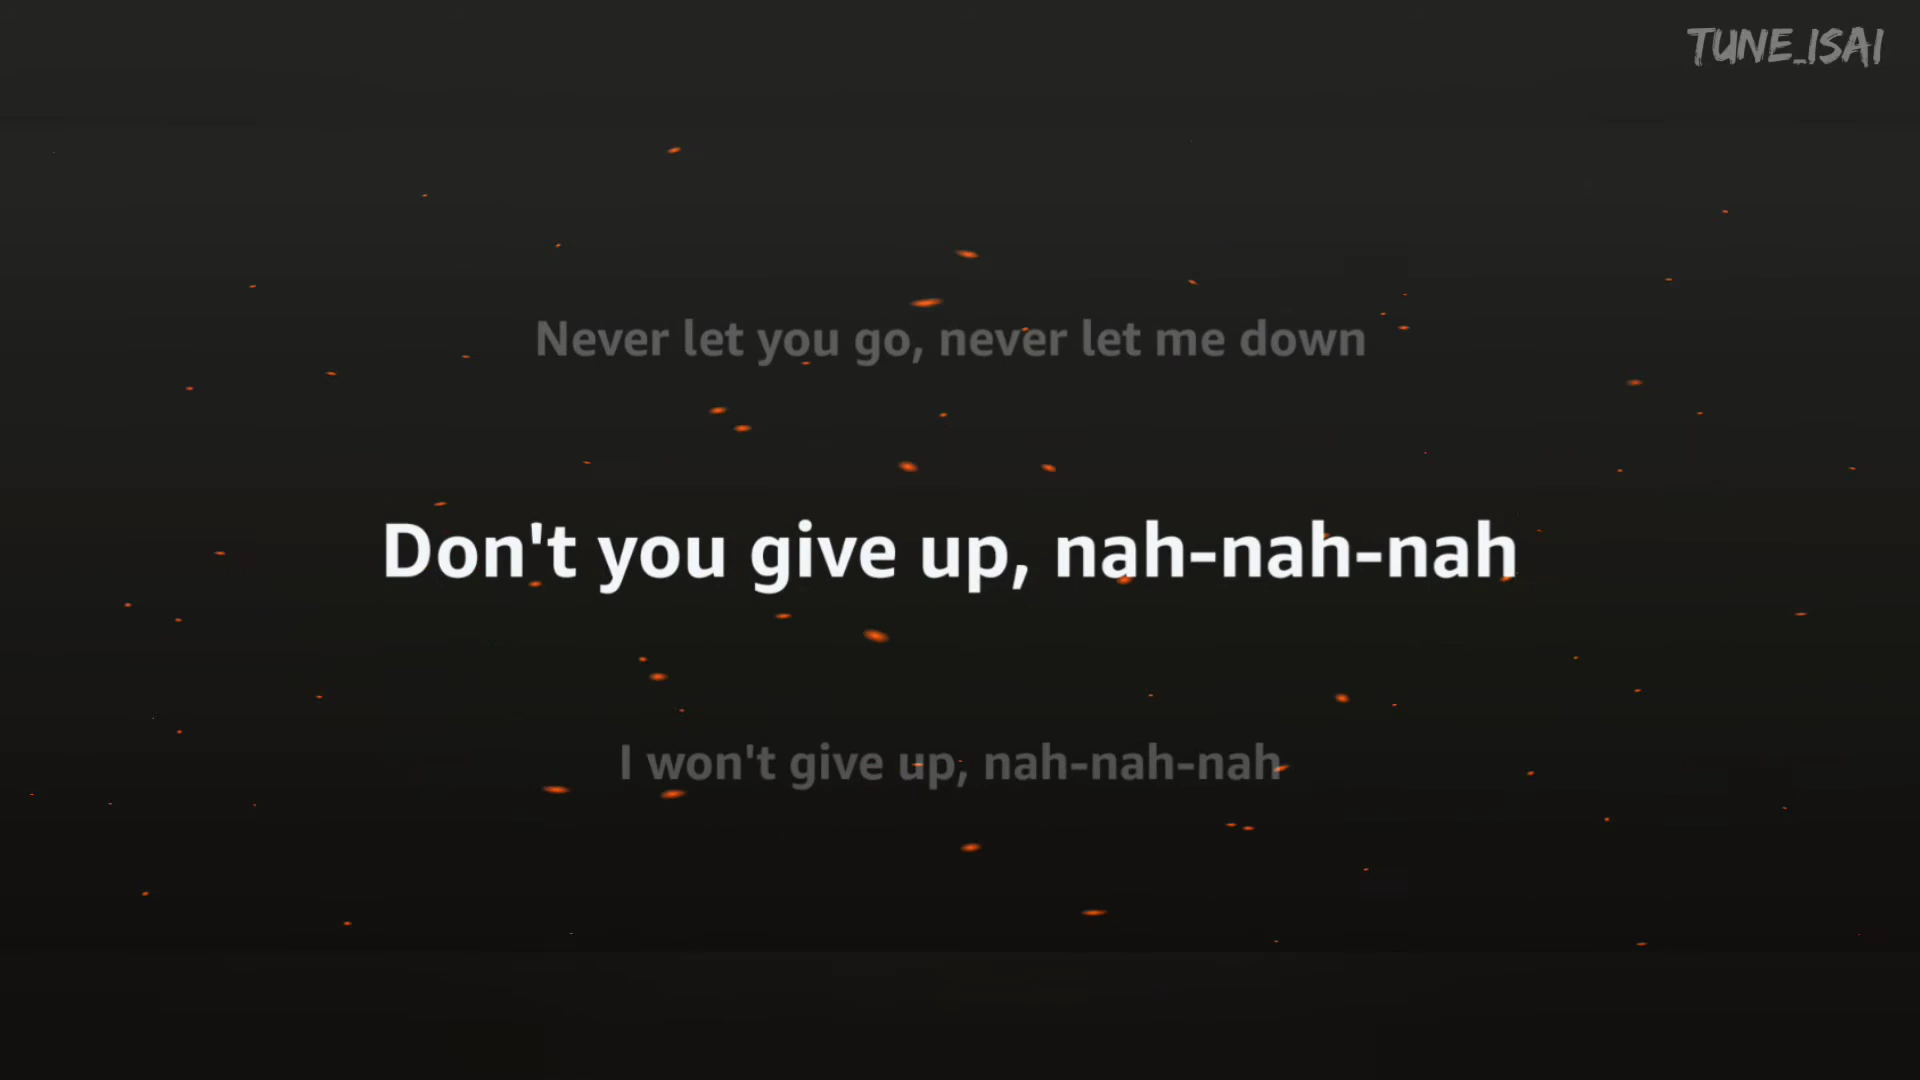 TUNE_ISAI
Never let you go, never let me down
Don't you give up, nah-nah-nah
I won't give up, nah-nah-nah